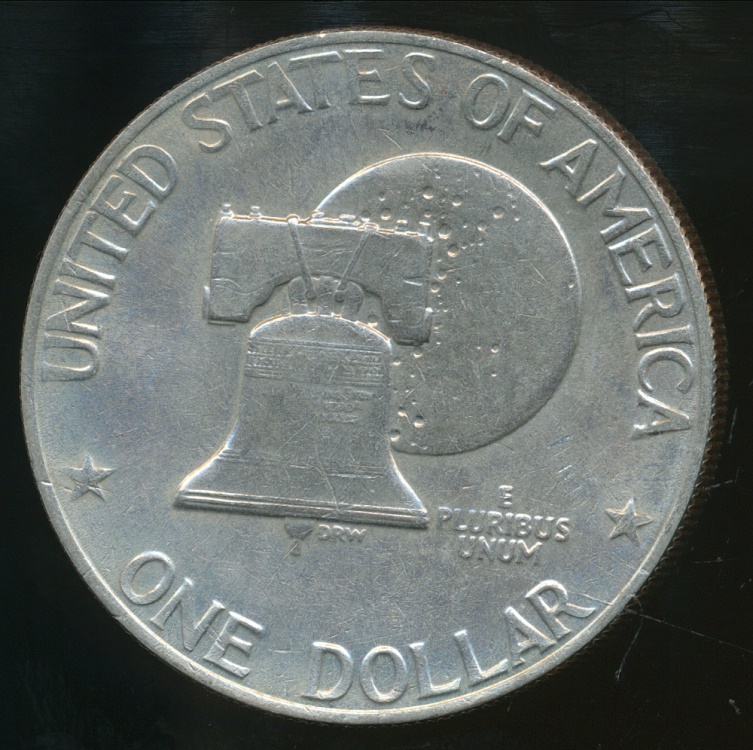 UNITED STATES OF AMERICA
E
PLURIBUS
UNUM
DRW
ONE DOLLAR